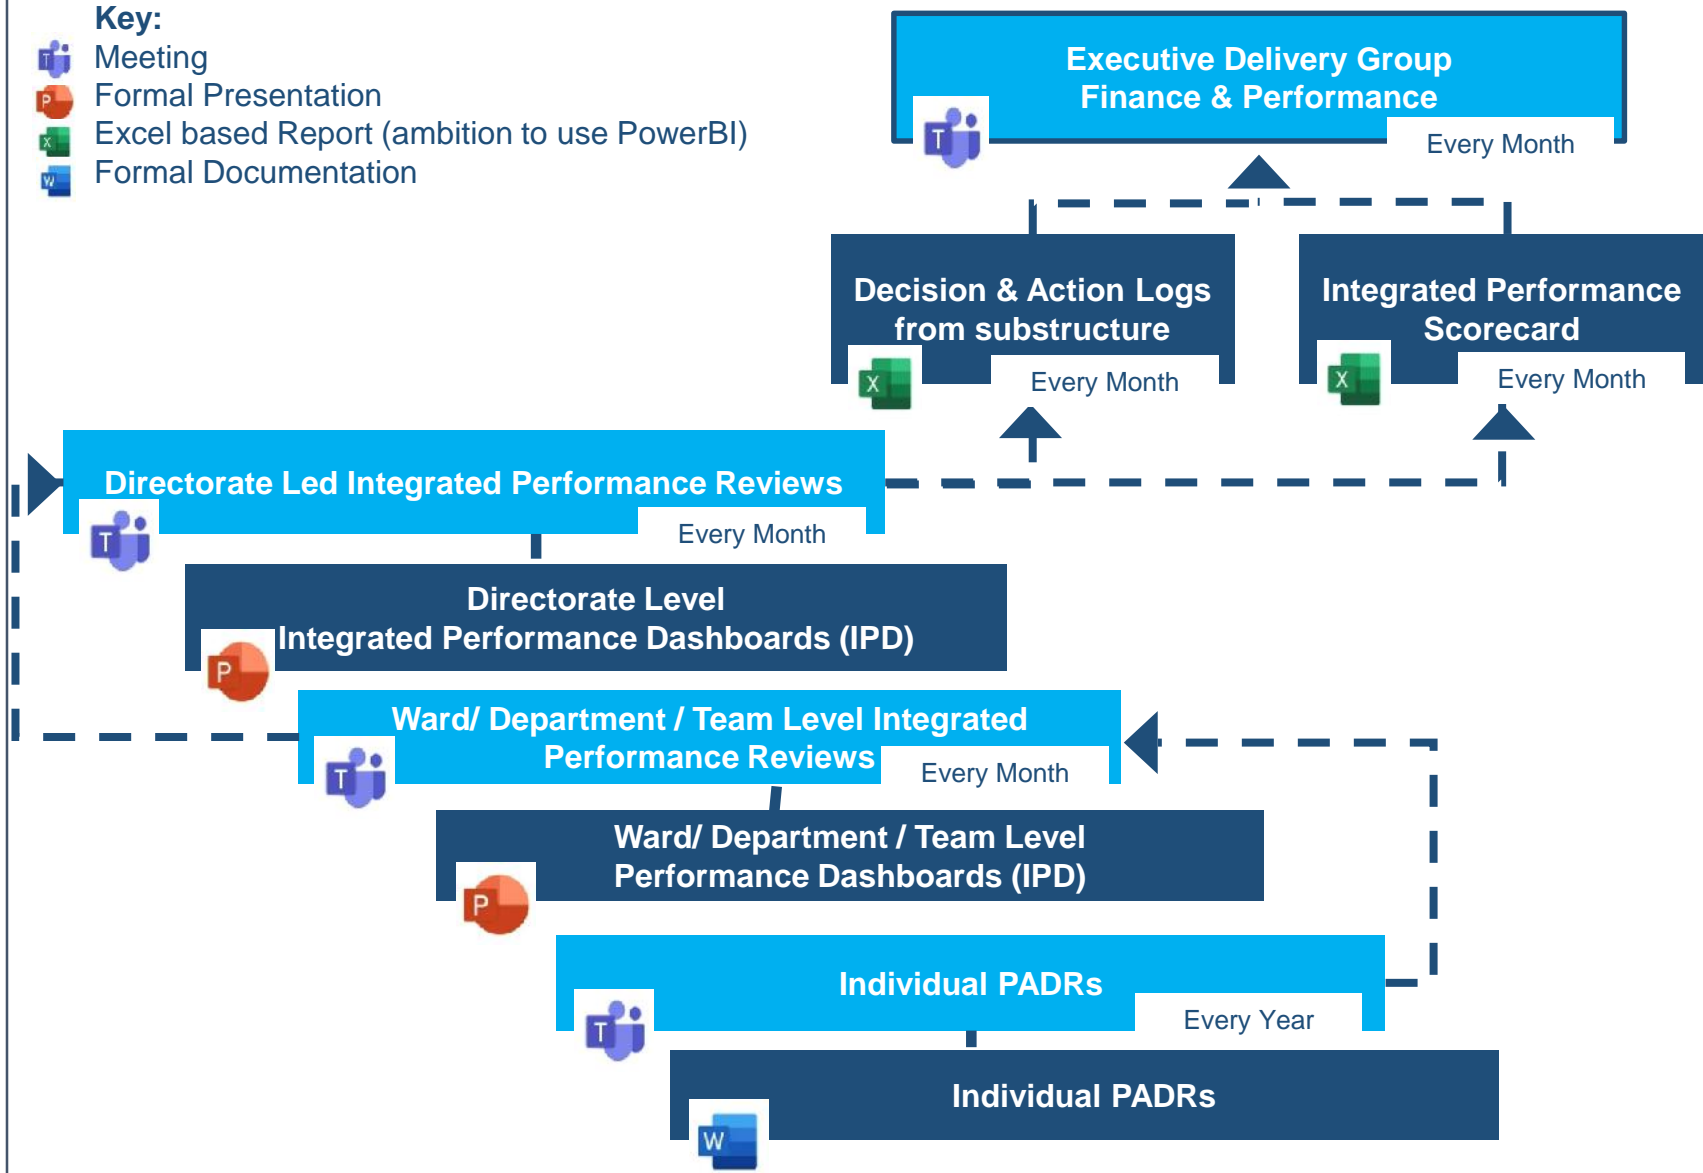 Key:
Meeting
Formal Presentation
Excel based Report (ambition to use PowerBI)
Formal Documentation
Executive Delivery Group
Finance & Performance
Every Month
Decision & Action Logs
from substructure
Every Month
Integrated Performance
Scorecard
Every Month
Directorate Led Integrated Performance Reviews
Every Month
Directorate Level
Integrated Performance Dashboards (IPD)
Ward/ Department / Team Level Integrated
Performance Reviews
Every Month
Ward/ Department / Team Level
Performance Dashboards (IPD)
Individual PADRs
Every Year
Individual PADRs